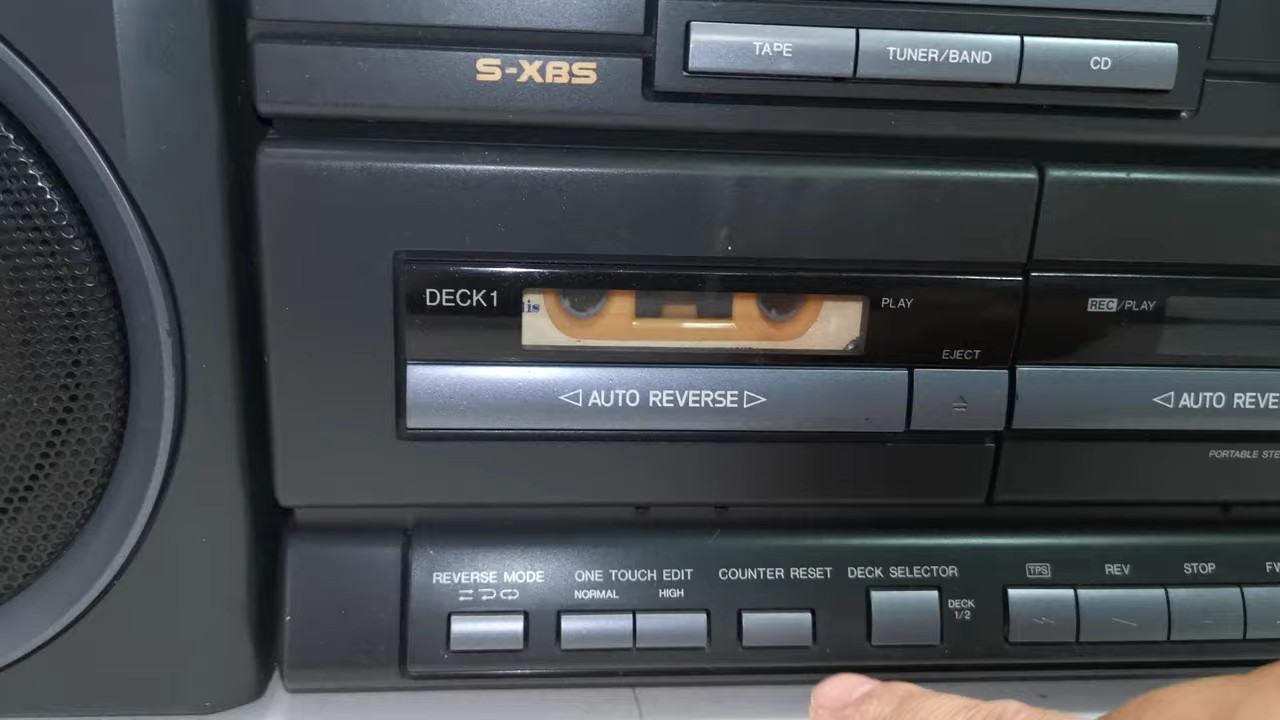 TAPE
TUNER/BAND
CD
S-XBS
DECK1
is
PLAY
REC/PLAY
EJECT
AUTO REVERSE
AUTO REVE
PORTABLE STE
REVERSE MODE
ONE TOUCH EDIT
NORMAL HIGH
COUNTER RESET
DECK SELECTOR
DECK
1/2
TPS
REV
STOP
FW